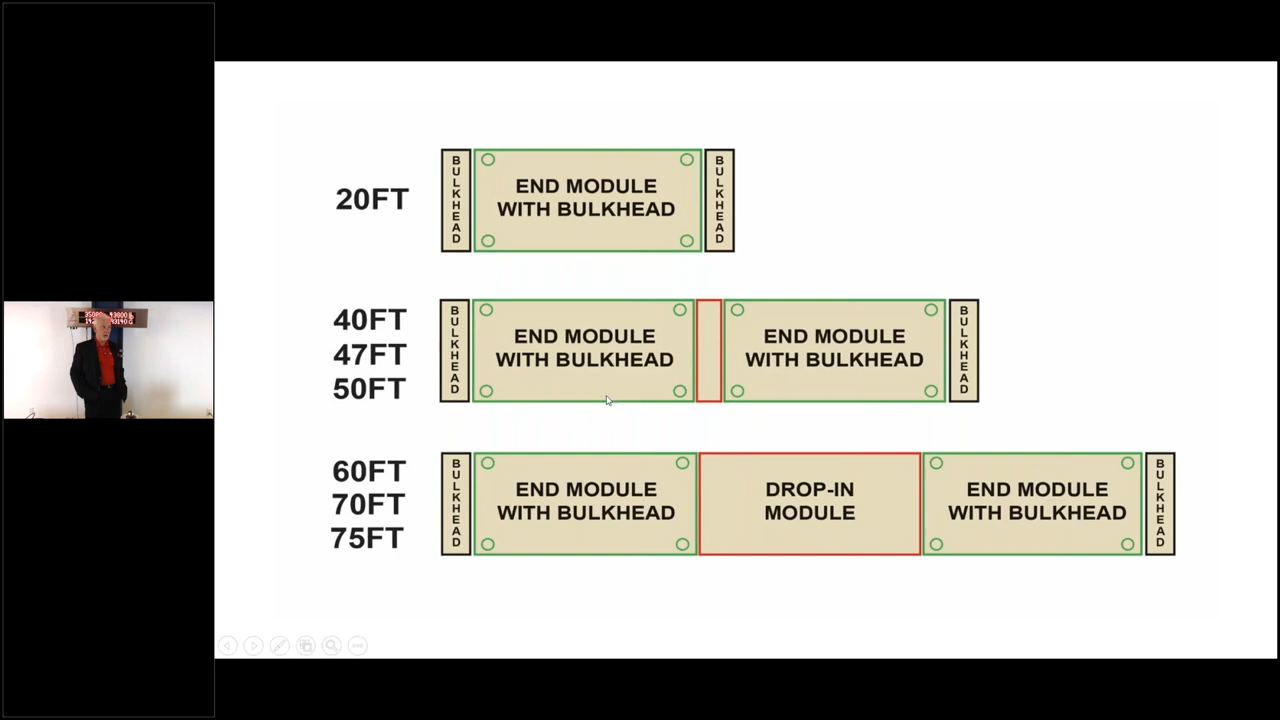 20FT
BULKHEAD
END MODULE
WITH BULKHEAD
BULKHEAD
40FT
47FT
50FT
BULKHEAD
END MODULE
WITH BULKHEAD
END MODULE
WITH BULKHEAD
BULKHEAD
60FT
70FT
75FT
BULKHEAD
END MODULE
WITH BULKHEAD
DROP-IN
MODULE
END MODULE
WITH BULKHEAD
BULKHEAD